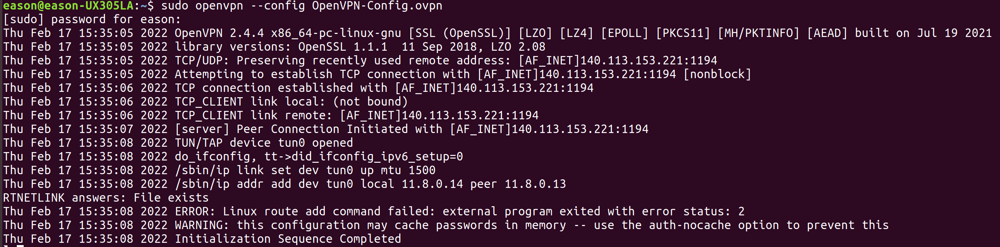 eason@eason-UX305LA:~$ sudo openvpn --config OpenVPN-Config.ovpn
[sudo] password for eason:
Thu Feb 17 15:35:05 2022 OpenVPN 2.4.4 x86_64-pc-linux-gnu [SSL (OpenSSL)] [LZO] [LZ4] [EPOLL] [PKCS11] [MH/PKTINFO] [AEAD] built on Jul 19 2021
Thu Feb 17 15:35:05 2022 library versions: OpenSSL 1.1.1  11 Sep 2018, LZO 2.08
Thu Feb 17 15:35:05 2022 TCP/UDP: Preserving recently used remote address: [AF_INET]140.113.153.221:1194
Thu Feb 17 15:35:05 2022 Attempting to establish TCP connection with [AF_INET]140.113.153.221:1194 [nonblock]
Thu Feb 17 15:35:06 2022 TCP connection established with [AF_INET]140.113.153.221:1194
Thu Feb 17 15:35:06 2022 TCP_CLIENT link local: (not bound)
Thu Feb 17 15:35:06 2022 TCP_CLIENT link remote: [AF_INET]140.113.153.221:1194
Thu Feb 17 15:35:07 2022 [server] Peer Connection Initiated with [AF_INET]140.113.153.221:1194
Thu Feb 17 15:35:08 2022 TUN/TAP device tun0 opened
Thu Feb 17 15:35:08 2022 do_ifconfig, tt->did_ifconfig_ipv6_setup=0
Thu Feb 17 15:35:08 2022 /sbin/ip link set dev tun0 up mtu 1500
Thu Feb 17 15:35:08 2022 /sbin/ip addr add dev tun0 local 11.8.0.14 peer 11.8.0.13
RTNETLINK answers: File exists
Thu Feb 17 15:35:08 2022 ERROR: Linux route add command failed: external program exited with error status: 2
Thu Feb 17 15:35:08 2022 WARNING: this configuration may cache passwords in memory -- use the auth-nocache option to prevent this
Thu Feb 17 15:35:08 2022 Initialization Sequence Completed